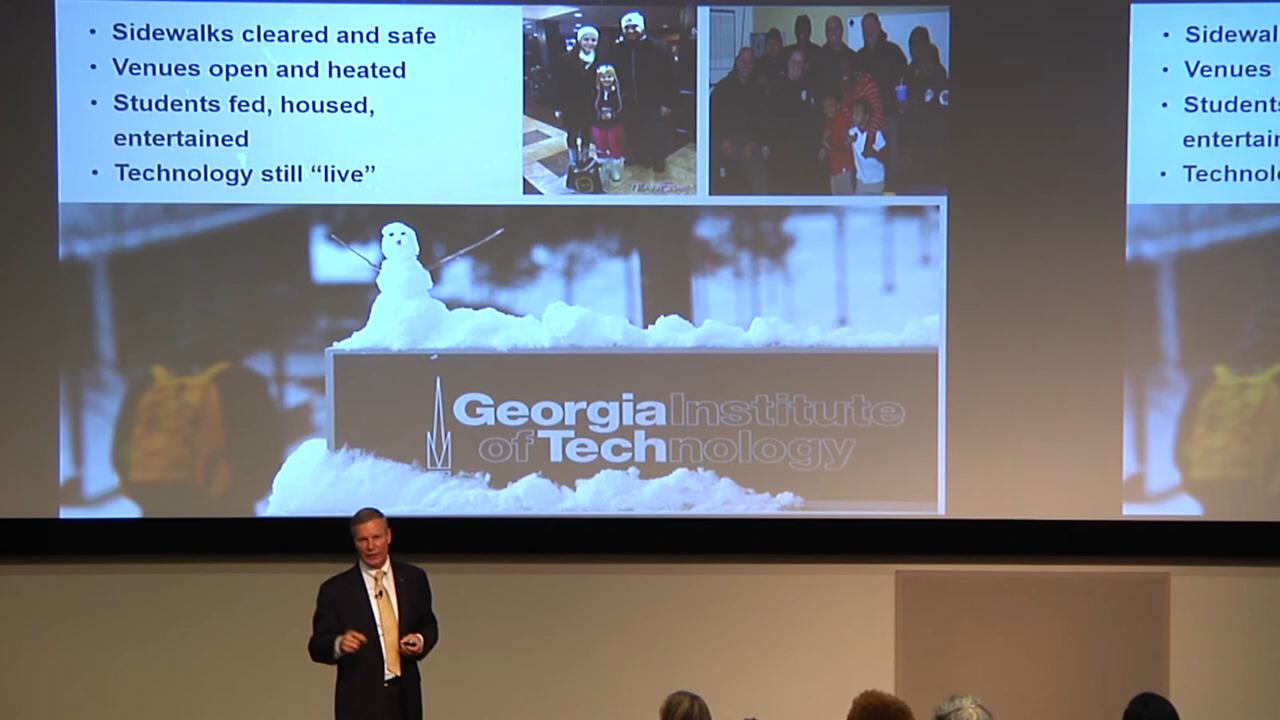 • Sidewalks cleared and safe
• Venues open and heated
• Students fed, housed,
entertained
• Technology still “live”
Georgia Institute
of Technology
• Sidewal
• Venues
• Students
entertain
• Technolo